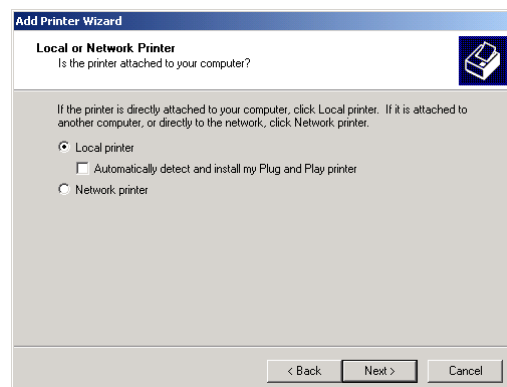 Add Printer Wizard
Local or Network Printer
Is the printer attached to your computer?
If the printer is directly attached to your computer, click Local printer. If it is attached to
another computer, or directly to the network, click Network printer.
Local printer
Automatically detect and install my Plug and Play printer
Network printer
< Back
Next >
Cancel